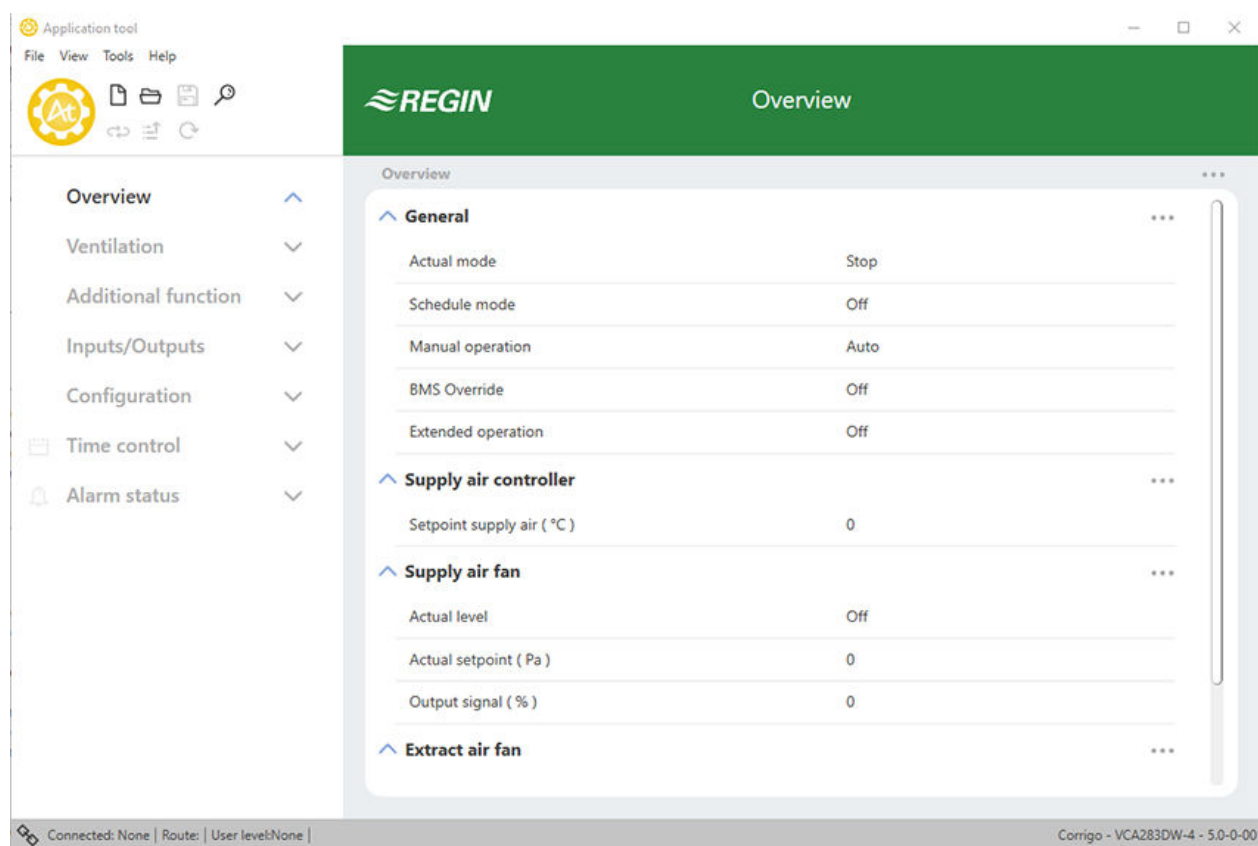 Application tool
File View Tools Help
At
REGIN
Overview
Overview
Ventilation
Additional function
Inputs/Outputs
Configuration
Time control
Alarm status
Overview
General
Actual mode Stop
Schedule mode Off
Manual operation Auto
BMS Override Off
Extended operation Off
Supply air controller
Setpoint supply air ( °C ) 0
Supply air fan
Actual level Off
Actual setpoint ( Pa ) 0
Output signal ( % ) 0
Extract air fan
Connected: None | Route: | User level:None | Corrigo - VCA283DW-4 - 5.0-0-00